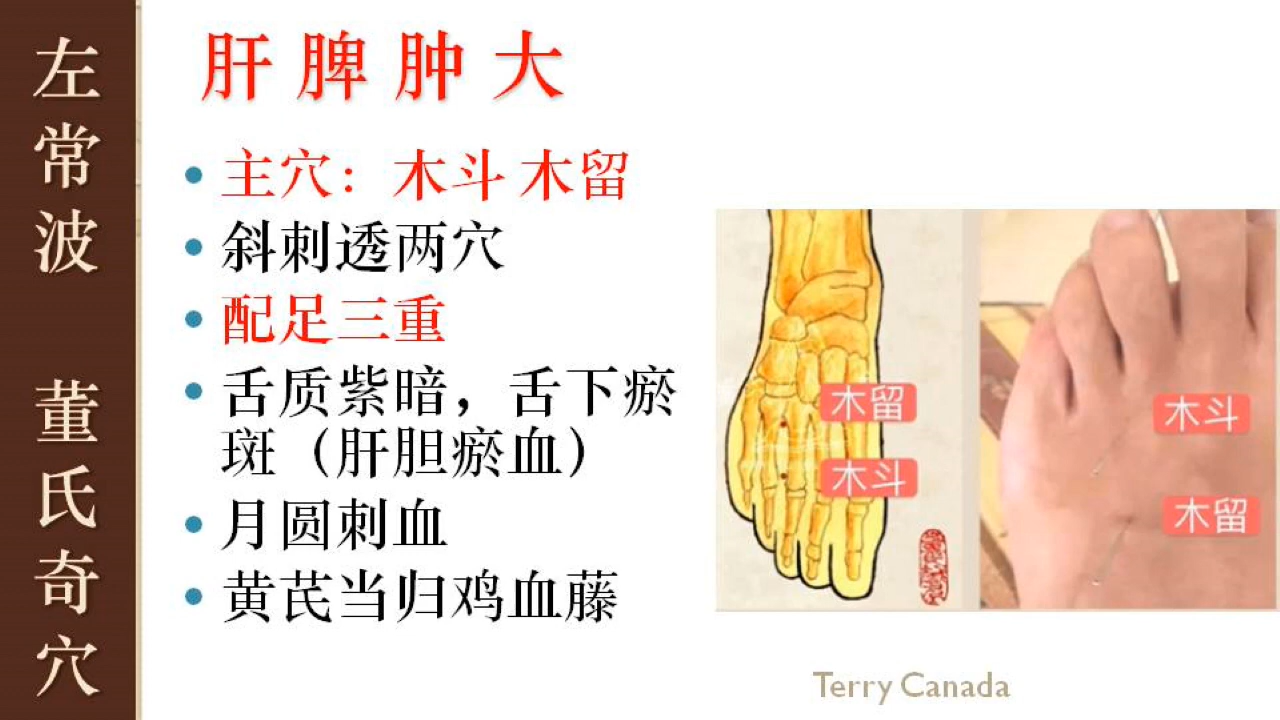 左常波 董氏奇穴
肝脾肿大
主穴：木斗 木留
斜刺透两穴
配足三重
舌质紫暗，舌下瘀
斑（肝胆瘀血）
月圆刺血
黄芪当归鸡血藤
木留
木斗
木斗
木留
Terry Canada